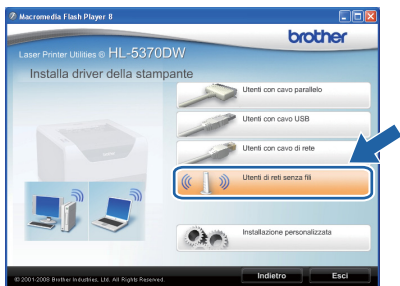 Macromedia Flash Player 8
brother
Laser Printer Utilities ® HL-5370DW
Installa driver della stampante
Utenti con cavo parallelo
Utenti con cavo USB
Utenti con cavo di rete
Utenti di reti senza fili
Installazione personalizzata
© 2001-2008 Brother Industries, Ltd. All Rights Reserved.
Indietro
Esci